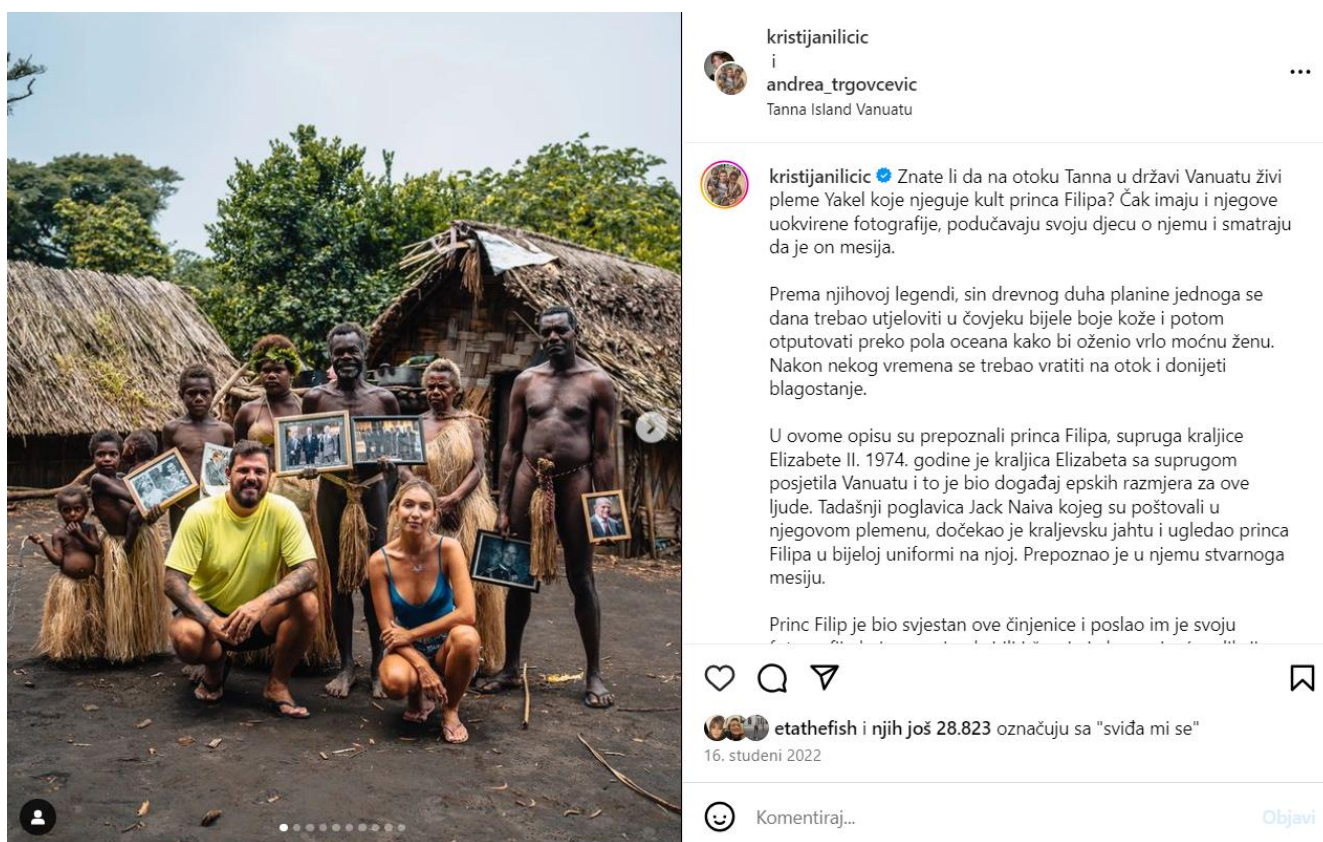 kristijanilicic
i
andrea_trgovcevic
Tanna Island Vanuatu
kristijanilicic Znate li da na otoku Tanna u državi Vanuatu živi
pleme Yakel koje njeguje kult princa Filipa? Čak imaju i njegove
uokvirene fotografije, podučavaju svoju djecu o njemu i smatraju
da je on mesija.
Prema njihovoj legendi, sin drevnog duha planine jednoga se
dana trebao utjeloviti u čovjeku bijele boje kože i potom
otputovati preko pola oceana kako bi oženio vrlo moćnu ženu.
Nakon nekog vremena se trebao vratiti na otok i donijeti
blagostanje.
U ovome opisu su prepoznali princa Filipa, supruga kraljice
Elizabete II. 1974. godine je kraljica Elizabeta sa suprugom
posjetila Vanuatu i to je bio događaj epskih razmjera za ove
ljude. Tadašnji poglavica Jack Naiva kojeg su poštovali u
njegovom plemenu, dočekao je kraljevsku jahtu i ugledao princa
Filipa u bijeloj uniformi na njoj. Prepoznao je u njemu stvarnoga
mesiju.
Princ Filip je bio svjestan ove činjenice i poslao im je svoju
etathefish i njih još 28.823 označuju sa "sviđa mi se"
16. studeni 2022
Komentiraj...
Objavi